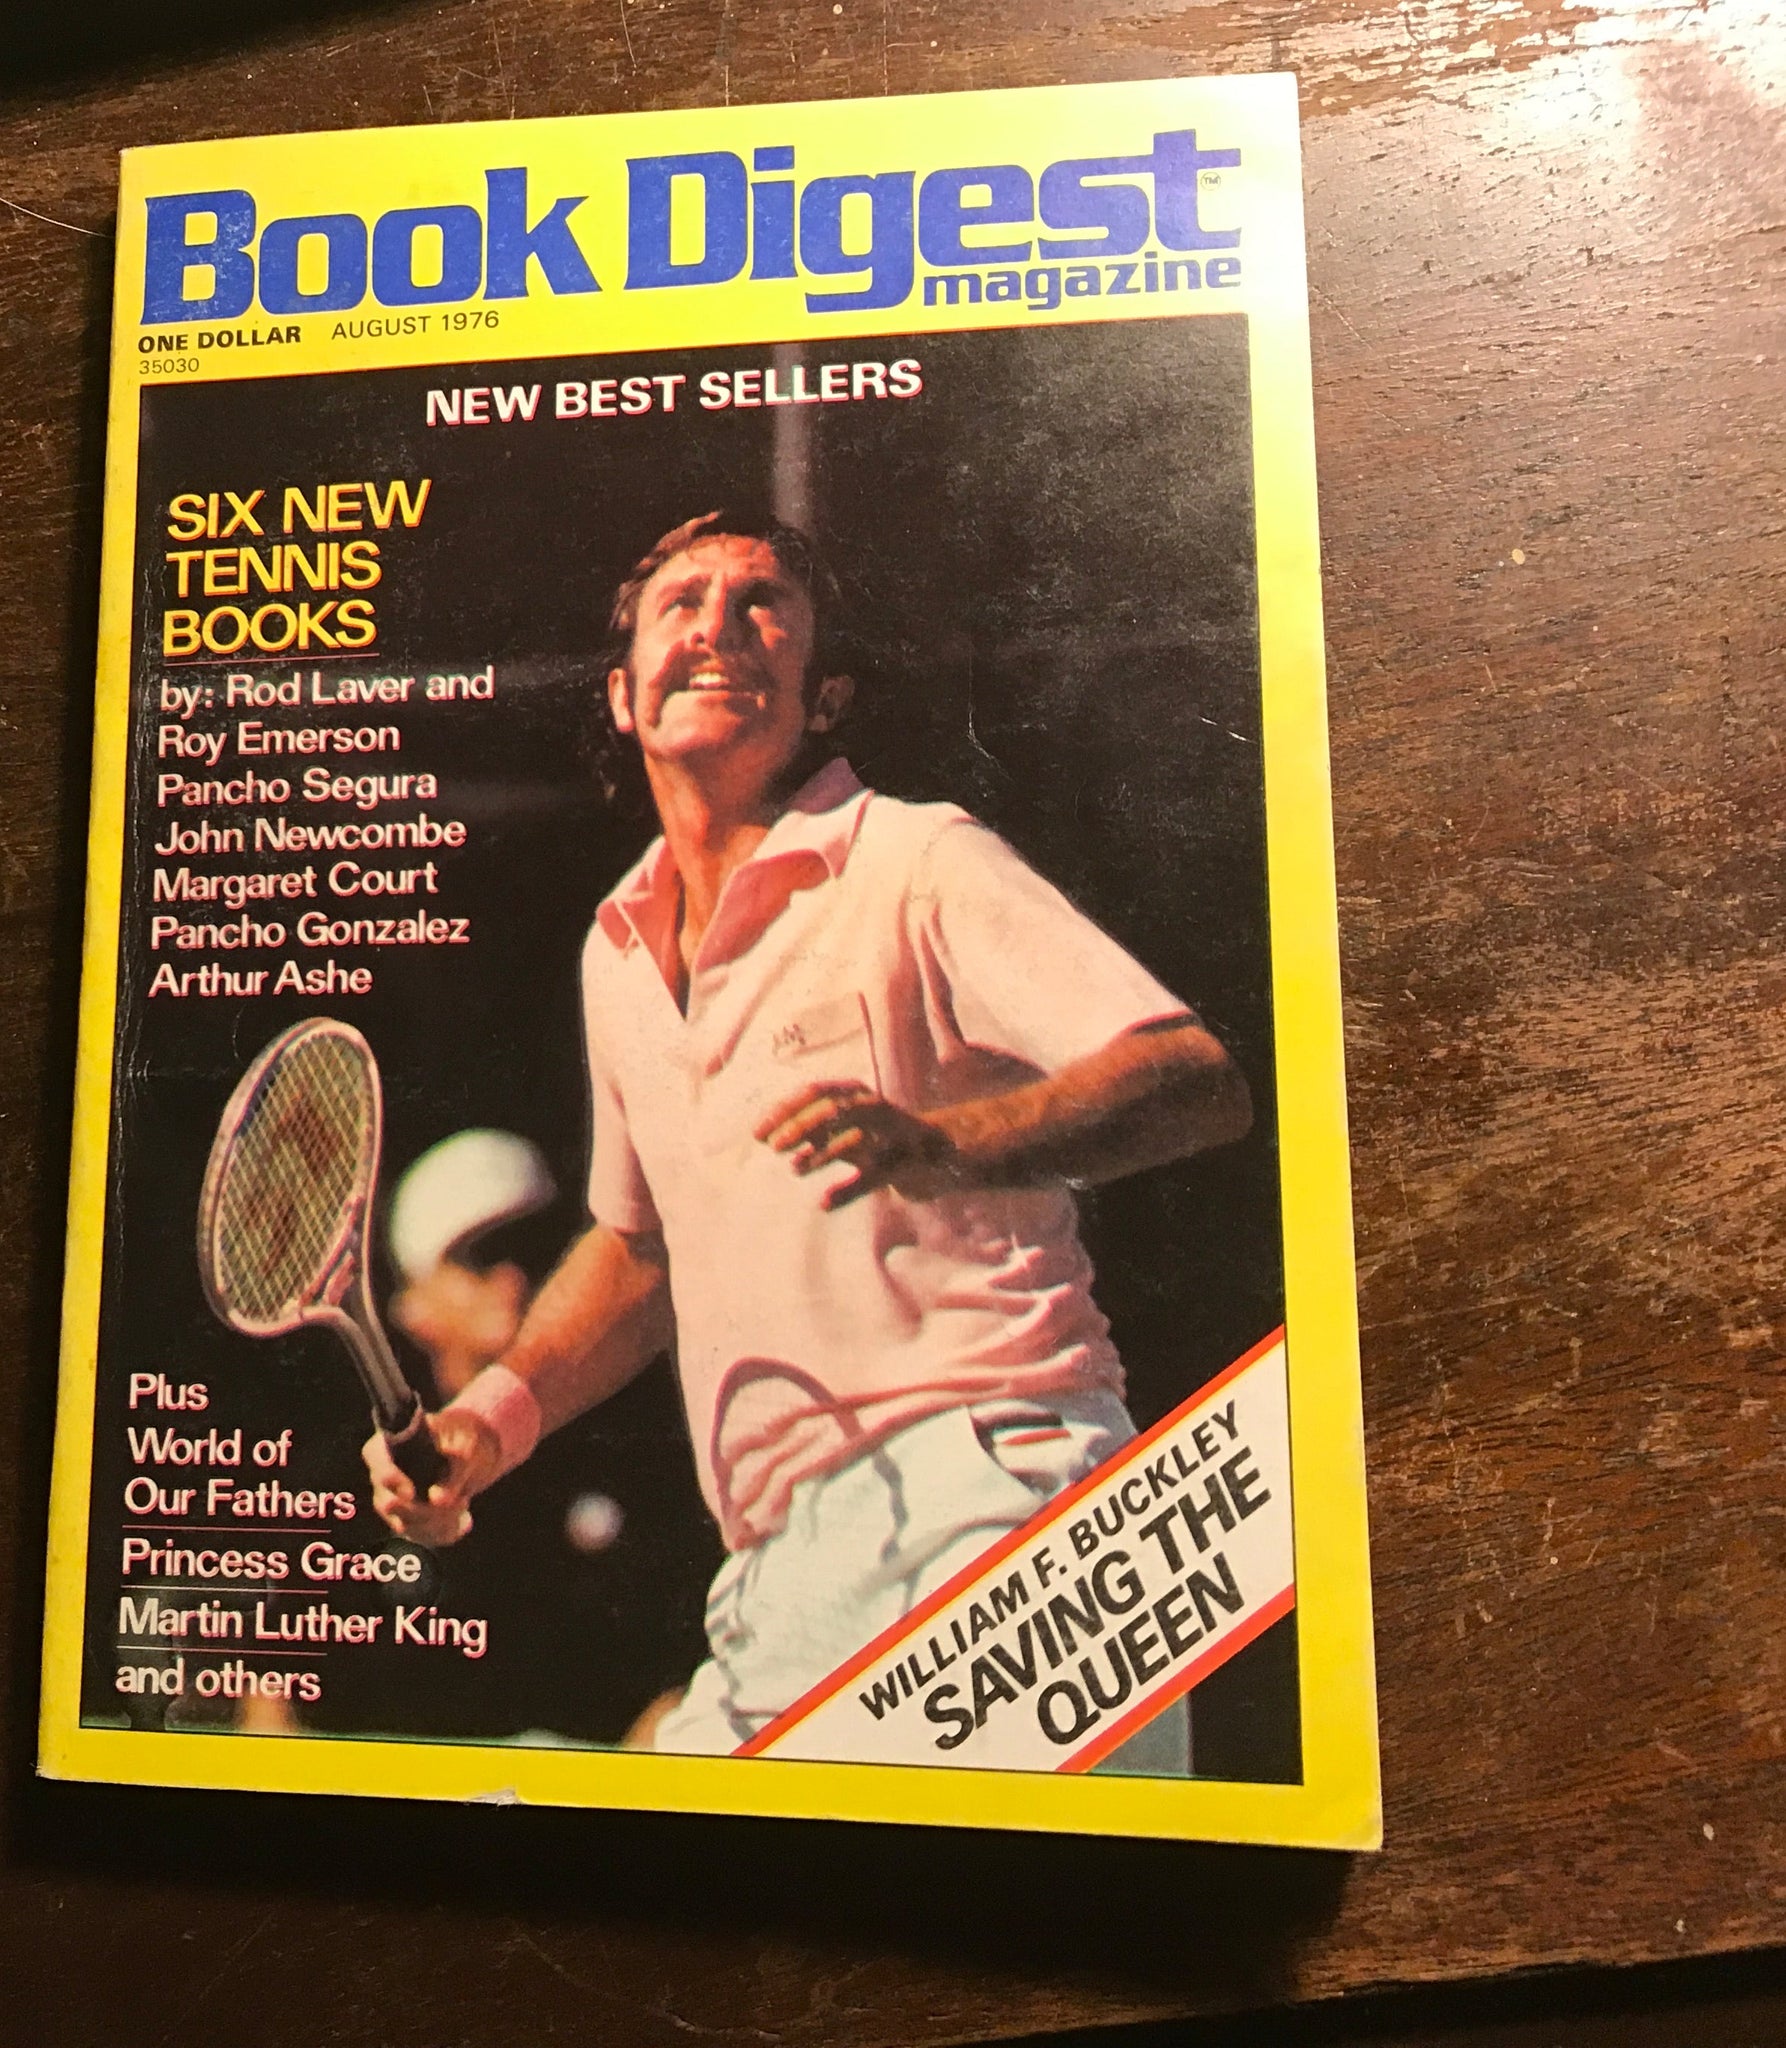 Book Digest
TM
magazine
ONE DOLLAR AUGUST 1976
35030
NEW BEST SELLERS
SIX NEW
TENNIS
BOOKS
by: Rod Laver and
Roy Emerson
Pancho Segura
John Newcombe
Margaret Court
Pancho Gonzalez
Arthur Ashe
Plus
World of
Our Fathers
Princess Grace
Martin Luther King
and others
WILLIAM F. BUCKLEY
SAVING THE
QUEEN